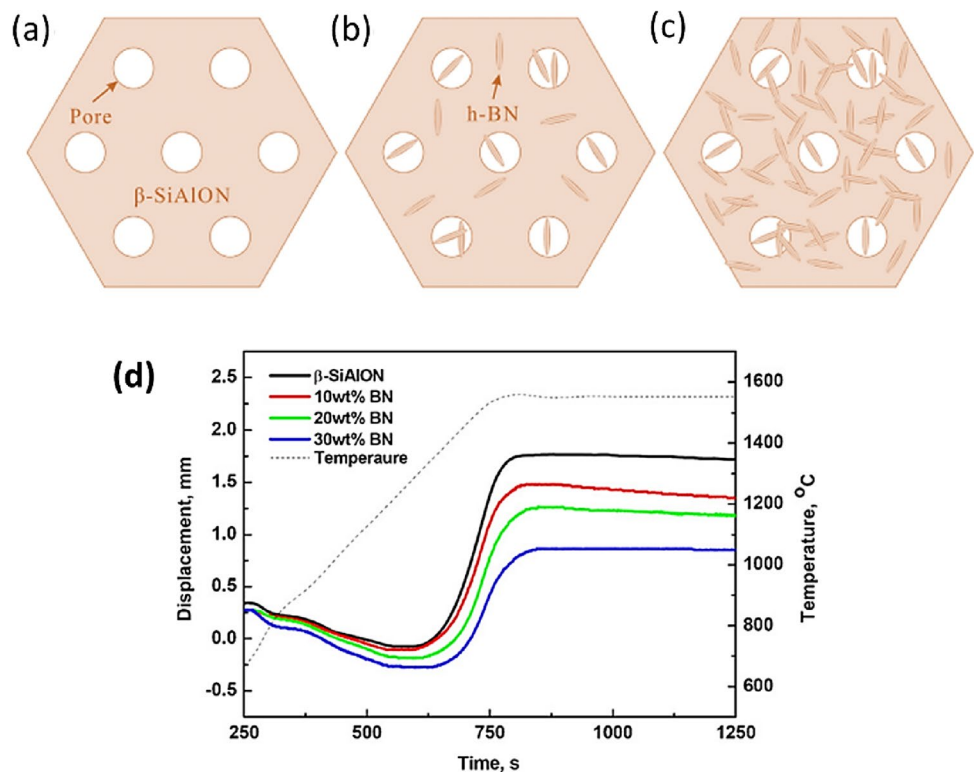 (a)
Pore
β-SiAlON
(b)
h-BN
(c)
(d)
β-SiAlON
10wt% BN
20wt% BN
30wt% BN
Temperaure
Displacement, mm
2.5
2.0
1.5
1.0
0.5
0.0
-0.5
1600
1400
1200
1000
800
600
Temperature, °C
250
500
750
1000
1250
Time, s